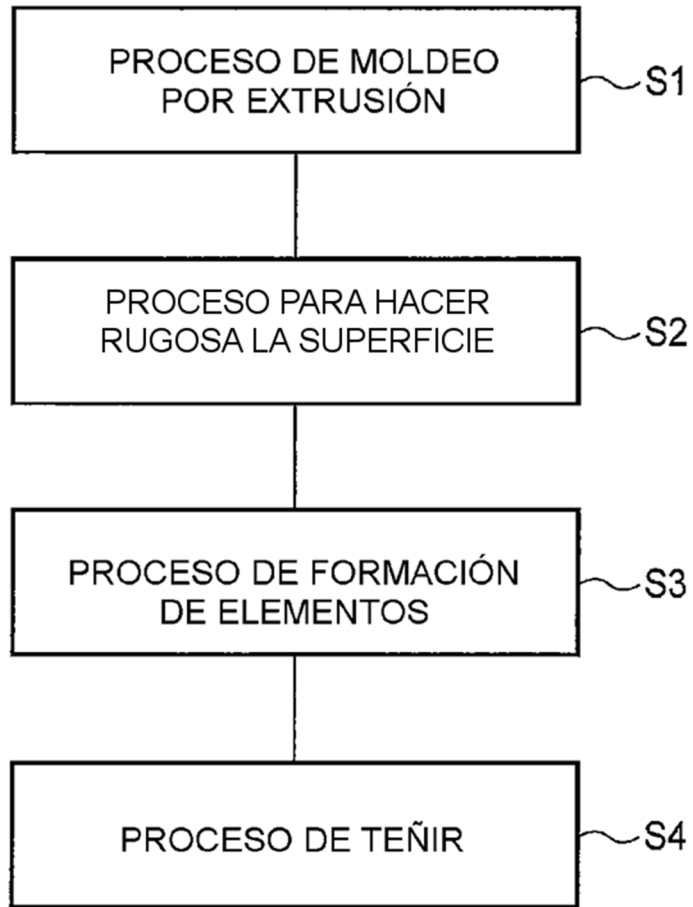 PROCESO DE MOLDEO
POR EXTRUSIÓN
S1
PROCESO PARA HACER
RUGOSA LA SUPERFICIE
S2
PROCESO DE FORMACIÓN
DE ELEMENTOS
S3
PROCESO DE TEÑIR
S4